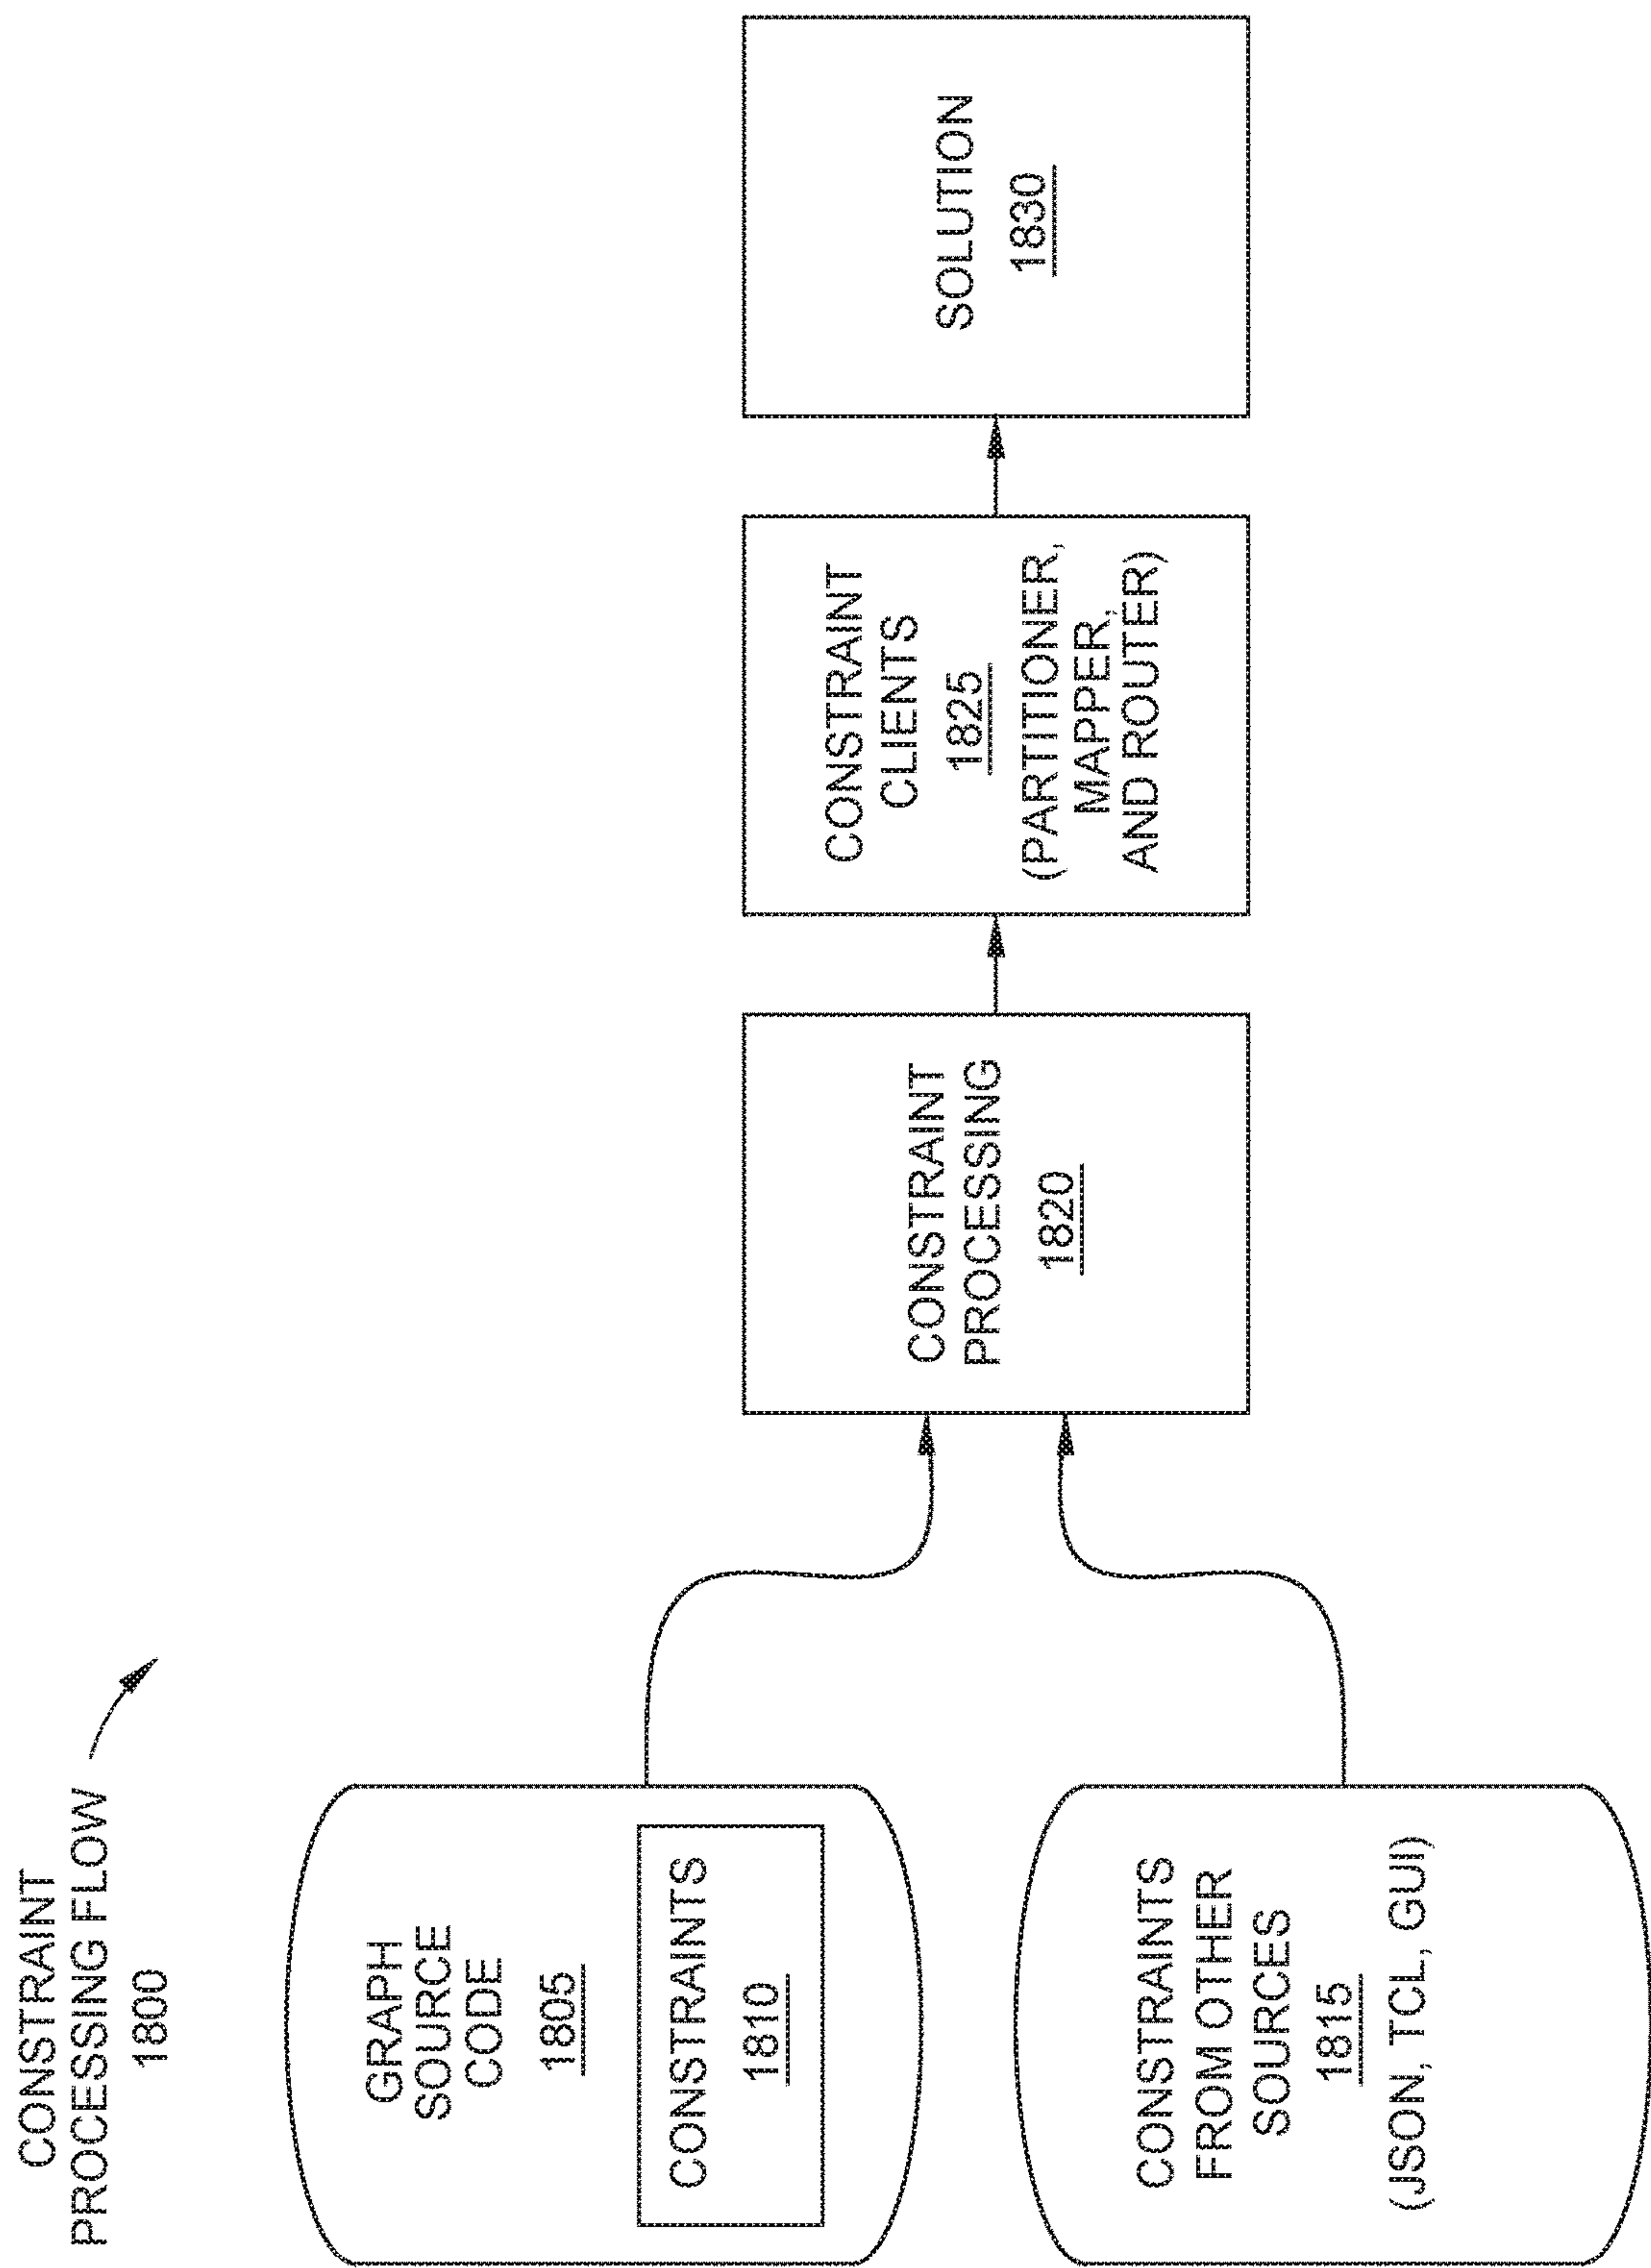 CONSTRAINT
PROCESSING FLOW
1800
GRAPH
SOURCE
CODE
1805
CONSTRAINTS
1810
CONSTRAINTS
FROM OTHER
SOURCES
1815
(JSON, TCL, GUI)
CONSTRAINT
PROCESSING
1820
CONSTRAINT
CLIENTS
1825
(PARTITIONER,
MAPPER,
AND ROUTER)
SOLUTION
1830